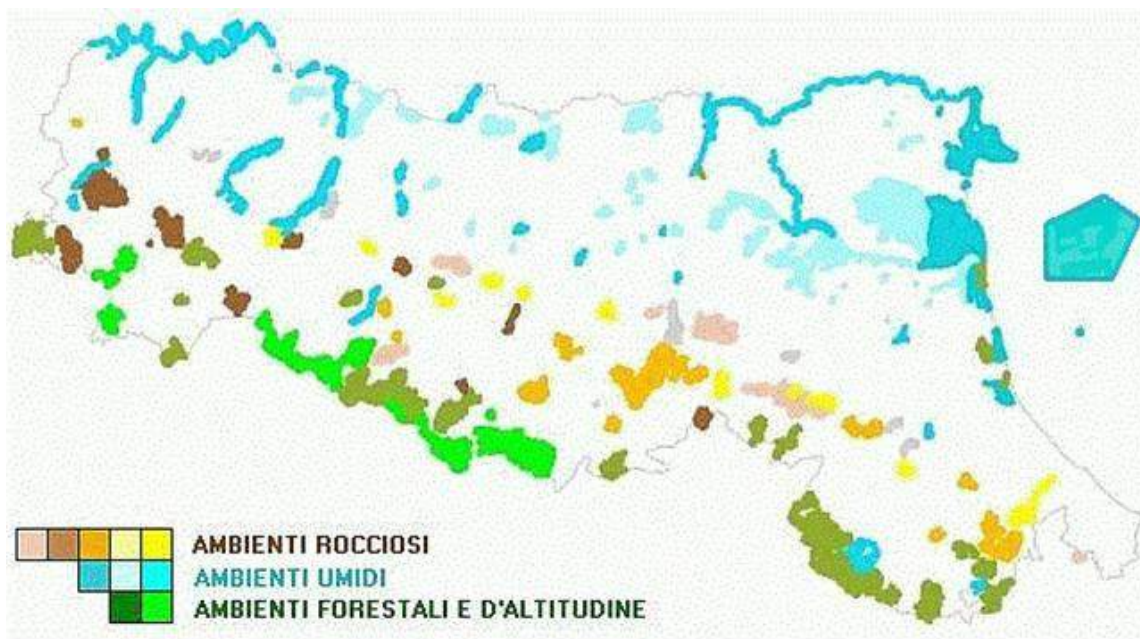 AMBIENTI ROCCIOSI
AMBIENTI UMIDI
AMBIENTI FORESTALI E D'ALTITUDINE